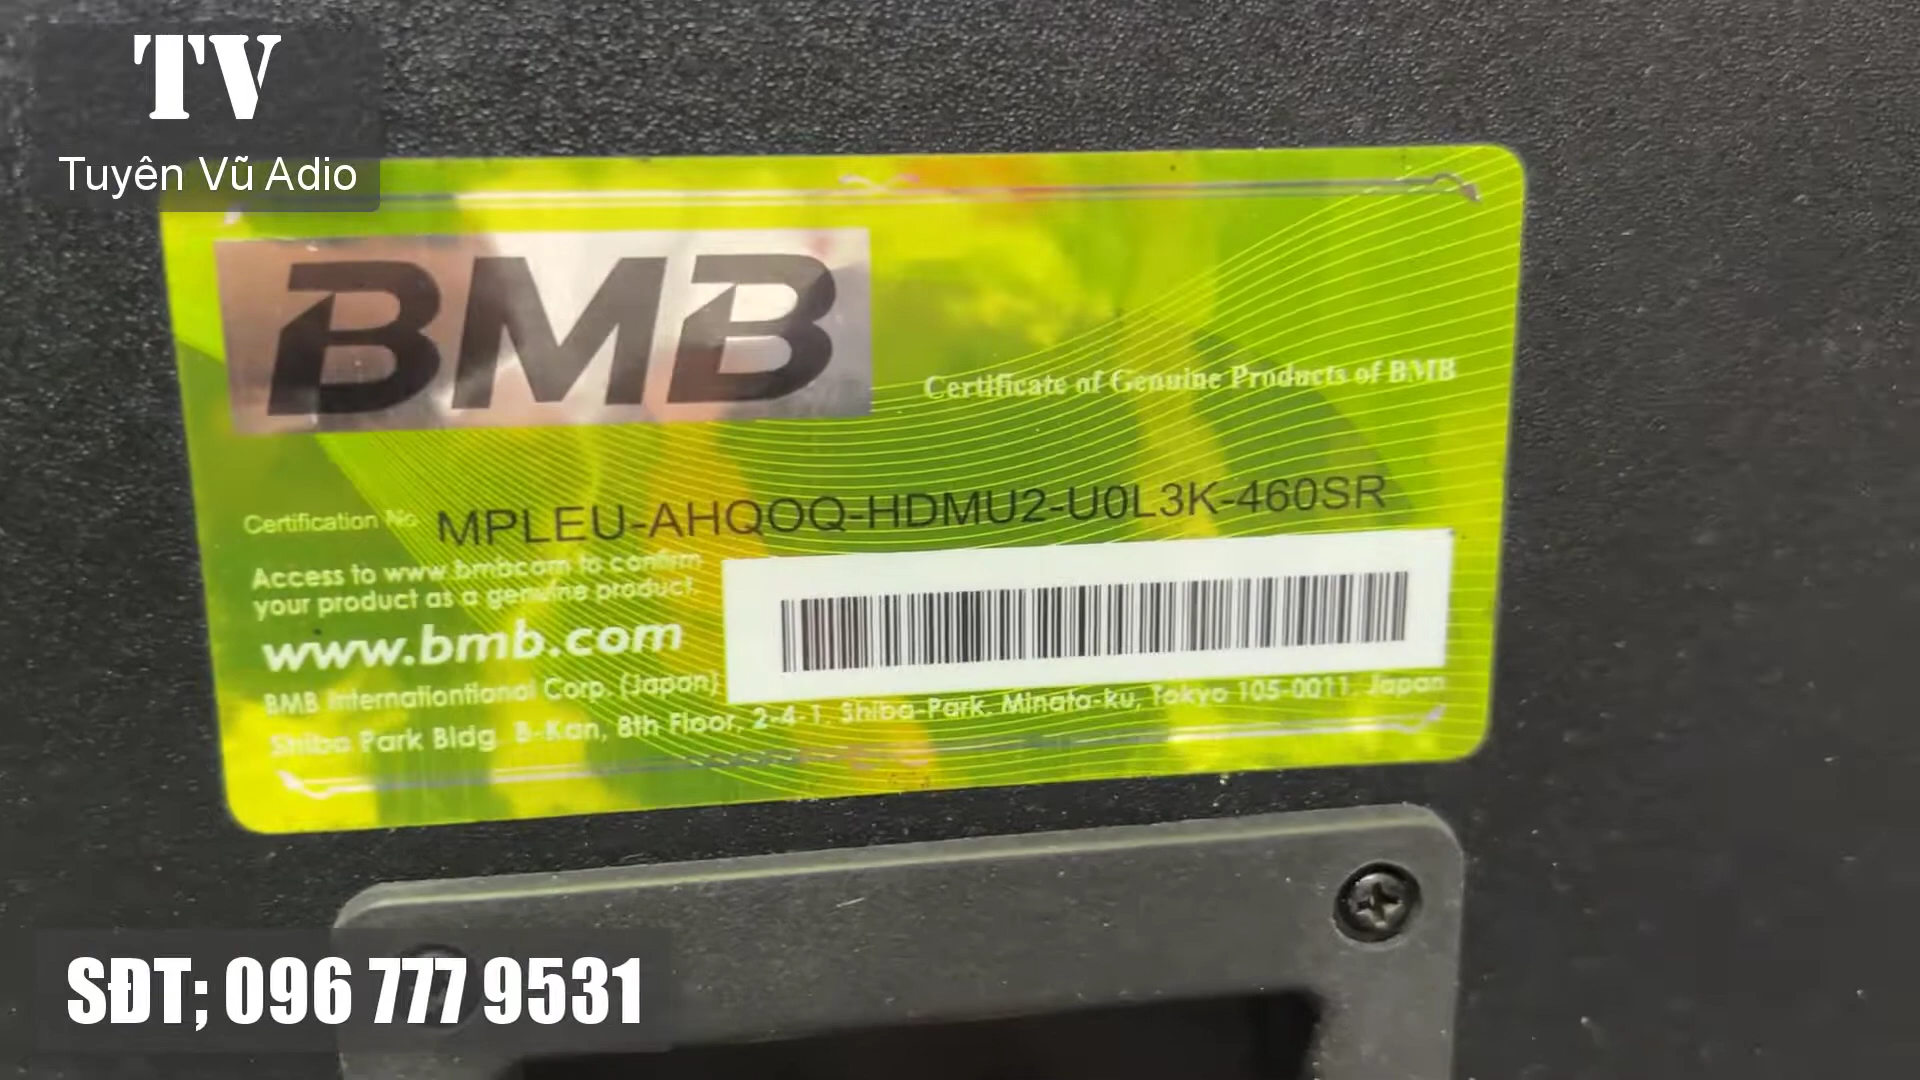 TV
Tuyên Vũ Adio
BMB
Certificate of Genuine Products of BMB
Certification No MPLEU-AHQOQ-HDMU2-U0L3K-460SR
Access to www.bmbcom to confirm
your product as a genuine product.
www.bmb.com
BMB Internationtional Corp. (Japan)
Shiba Park Bldg. B-Kan, 8th Floor, 2-4-1, Shiba-Park, Minato-ku, Tokyo 105-0011, Japan
SĐT; 096 777 9531